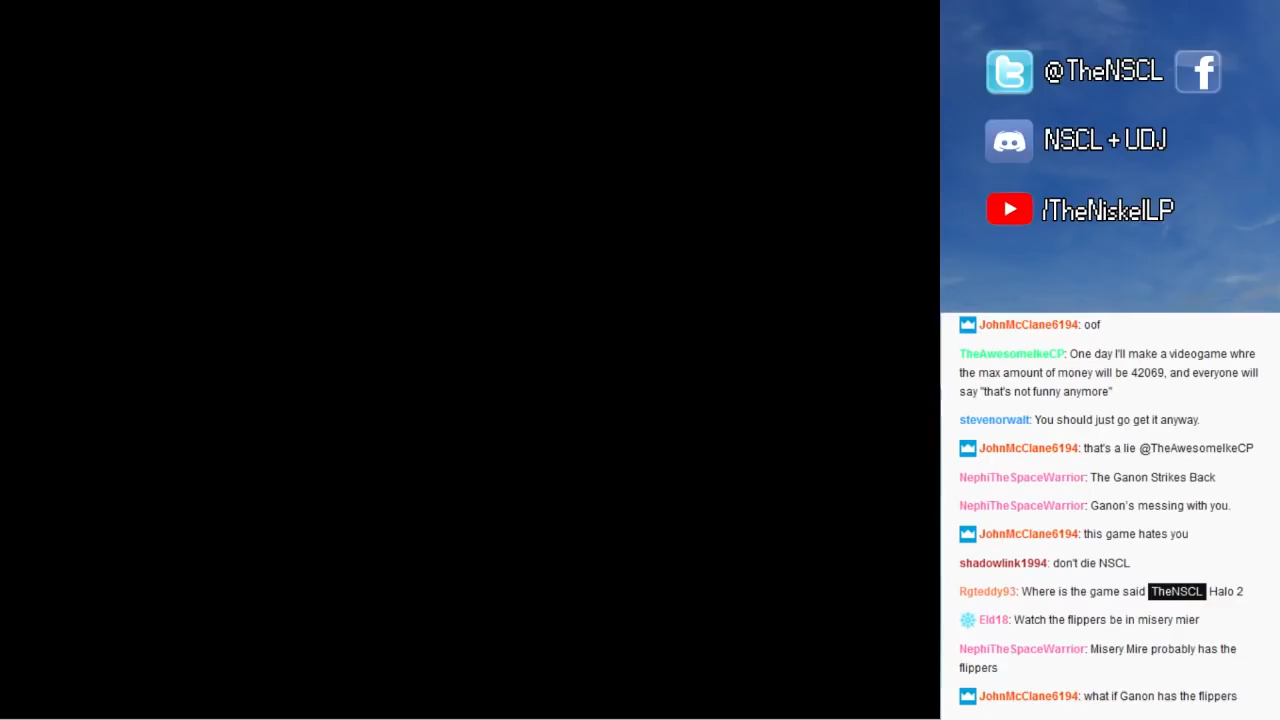 @TheNSCL
NSCL + UDJ
/TheNiskelLP
JohnMcClane6194: oof
TheAwesomeIkeCP: One day I'll make a videogame whre
the max amount of money will be 42069, and everyone will
say "that's not funny anymore"
stevenorwalt: You should just go get it anyway.
JohnMcClane6194: that's a lie @TheAwesomeIkeCP
NephiTheSpaceWarrior: The Ganon Strikes Back
NephiTheSpaceWarrior: Ganon's messing with you.
JohnMcClane6194: this game hates you
shadowlink1994: don't die NSCL
Rgteddy93: Where is the game said TheNSCL Halo 2
Eld18: Watch the flippers be in misery mier
NephiTheSpaceWarrior: Misery Mire probably has the
flippers
JohnMcClane6194: what if Ganon has the flippers